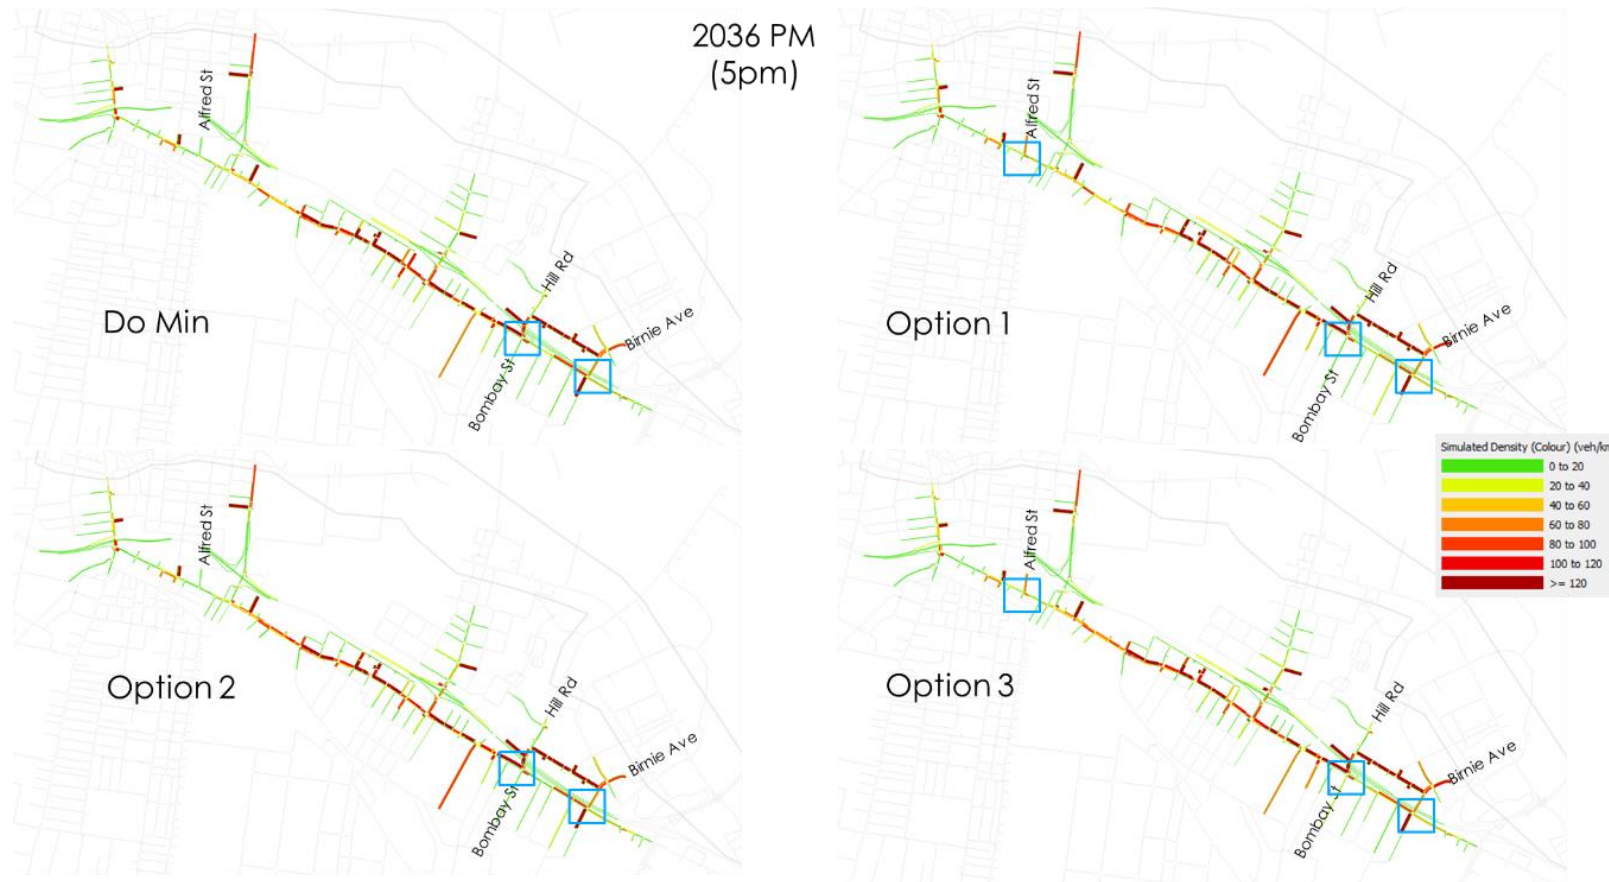 2036 PM
(5pm)
Alfred St
Hill Rd
Birnie Ave
Bombay St
Do Min
Alfred St
Hill Rd
Birnie Ave
Bombay St
Option 1
Simulated Density (Colour) (veh/km
0 to 20
20 to 40
40 to 60
60 to 80
80 to 100
100 to 120
>= 120
Alfred St
Hill Rd
Birnie Ave
Bombay St
Option 2
Alfred St
Hill Rd
Birnie Ave
Bombay St
Option 3